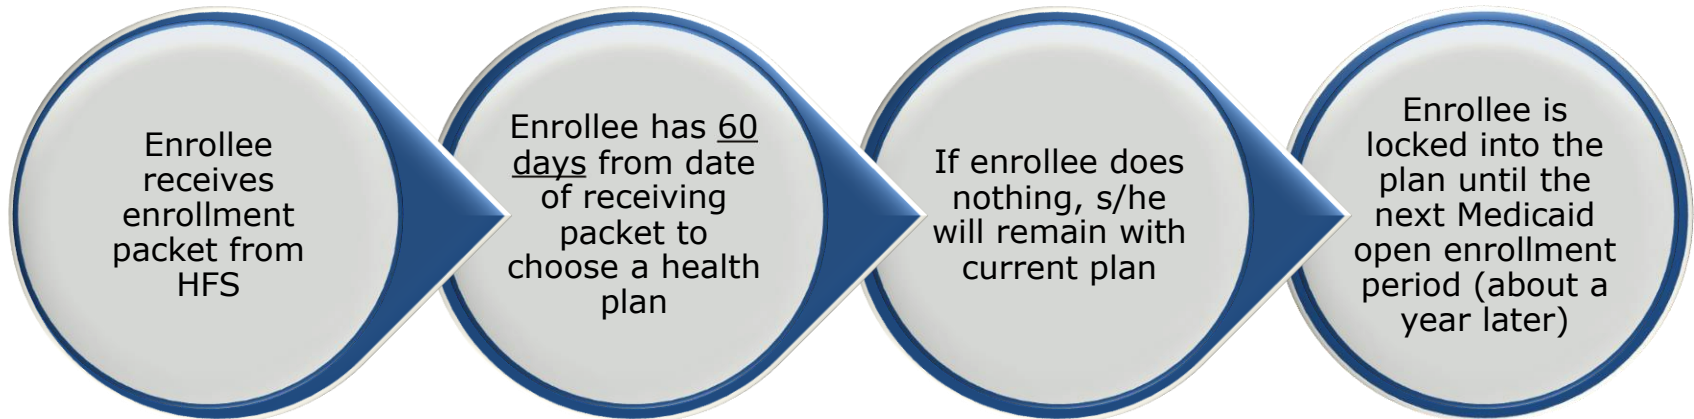 Enrollee
receives
enrollment
packet from
HFS
Enrollee has 60
days from date
of receiving
packet to
choose a health
plan
If enrollee does
nothing, s/he
will remain with
current plan
Enrollee is
locked into the
plan until the
next Medicaid
open enrollment
period (about a
year later)